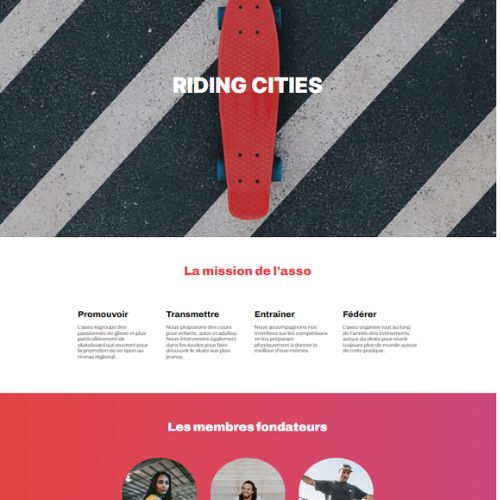 RIDING CITIES
La mission de l'asso
Promouvoir
L'asso regroupe des
passionnés de glisse et plus
particulièrement de
skateboard qui œuvrent pour
la promotion de ce sport au
niveau régional.
Transmettre
Nous proposons des cours
pour enfants, ados et adultes.
Nous intervenons également
dans les écoles pour faire
découvrir le skate aux plus
jeunes.
Entraîner
Nous accompagnons nos
membres sur les compétitions
en les préparant
physiquement à donner le
meilleur d'eux-mêmes.
Fédérer
L'asso organise tout au long
de l'année des événements
autour du skate pour réunir
toujours plus de monde autour
de cette pratique.
Les membres fondateurs